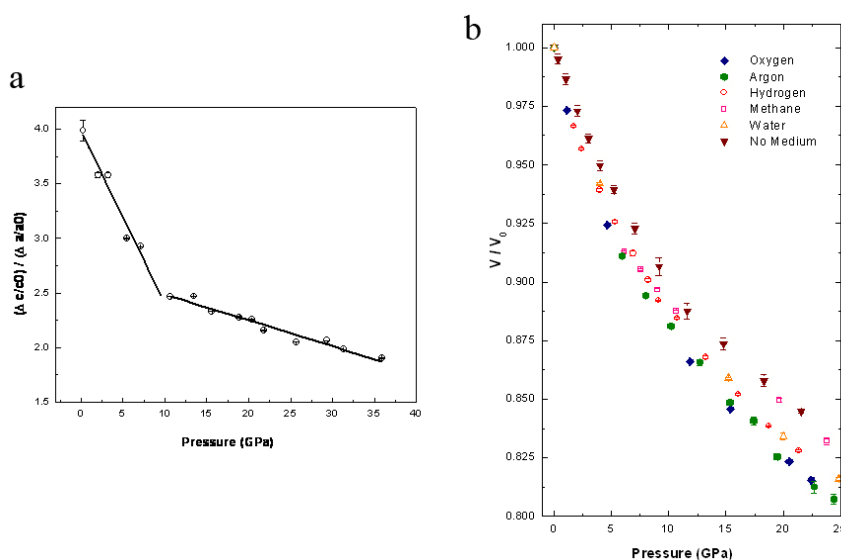 a
(Δ c/c0) / (Δ a/a0)
4.0
3.5
3.0
2.5
2.0
1.5
0
5
10
15
20
25
30
35
40
Pressure (GPa)
b
V / V0
1.000
0.975
0.950
0.925
0.900
0.875
0.850
0.825
0.800
Oxygen
Argon
Hydrogen
Methane
Water
No Medium
0
5
10
15
20
25
Pressure (GPa)